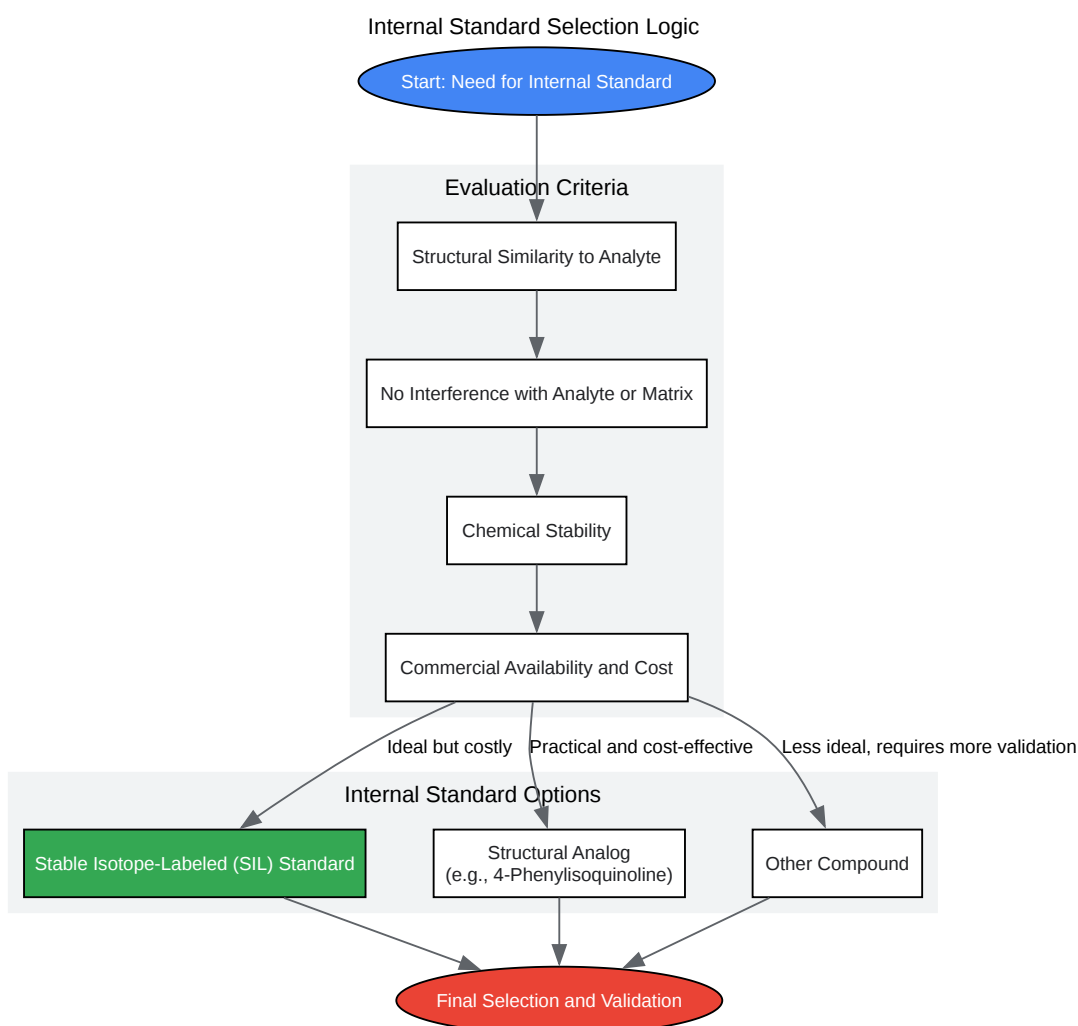 Internal Standard Selection Logic
Start: Need for Internal Standard
Evaluation Criteria
Structural Similarity to Analyte
No Interference with Analyte or Matrix
Chemical Stability
Commercial Availability and Cost
Ideal but costly
Practical and cost-effective
Less ideal, requires more validation
Internal Standard Options
Stable Isotope-Labeled (SIL) Standard
Structural Analog
(e.g., 4-Phenylisoquinoline)
Other Compound
Final Selection and Validation